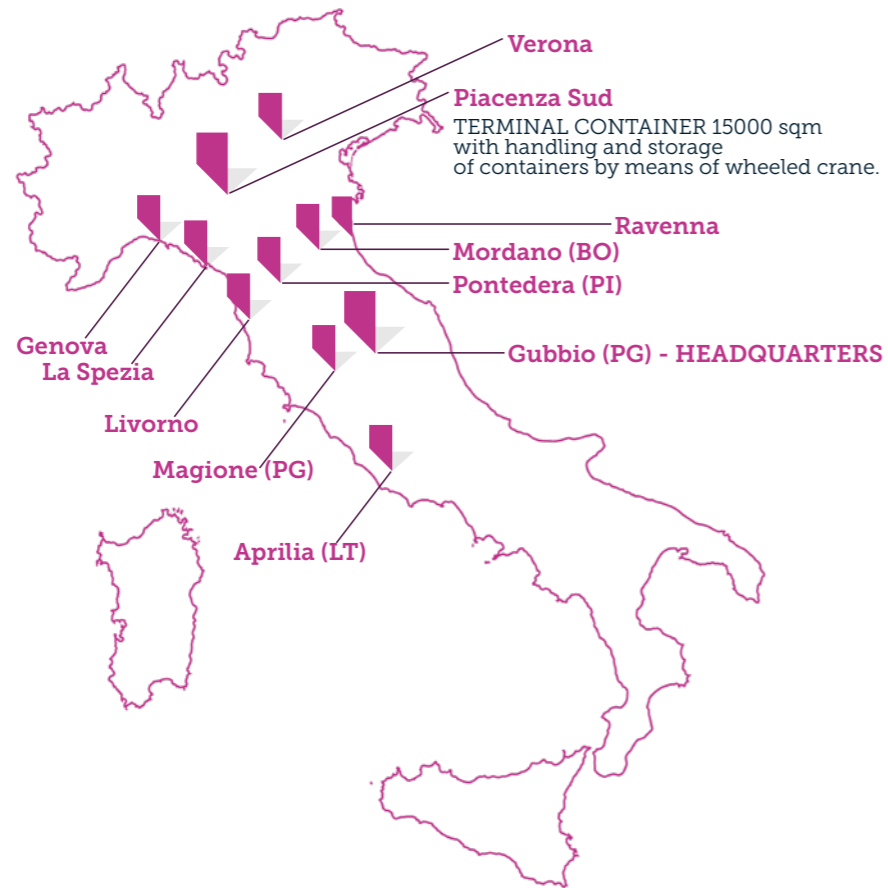 Verona
Piacenza Sud
TERMINAL CONTAINER 15000 sqm
with handling and storage
of containers by means of wheeled crane.
Ravenna
Mordano (BO)
Pontedera (PI)
Genova
Gubbio (PG) - HEADQUARTERS
La Spezia
Livorno
Magione (PG)
Aprilia (LT)